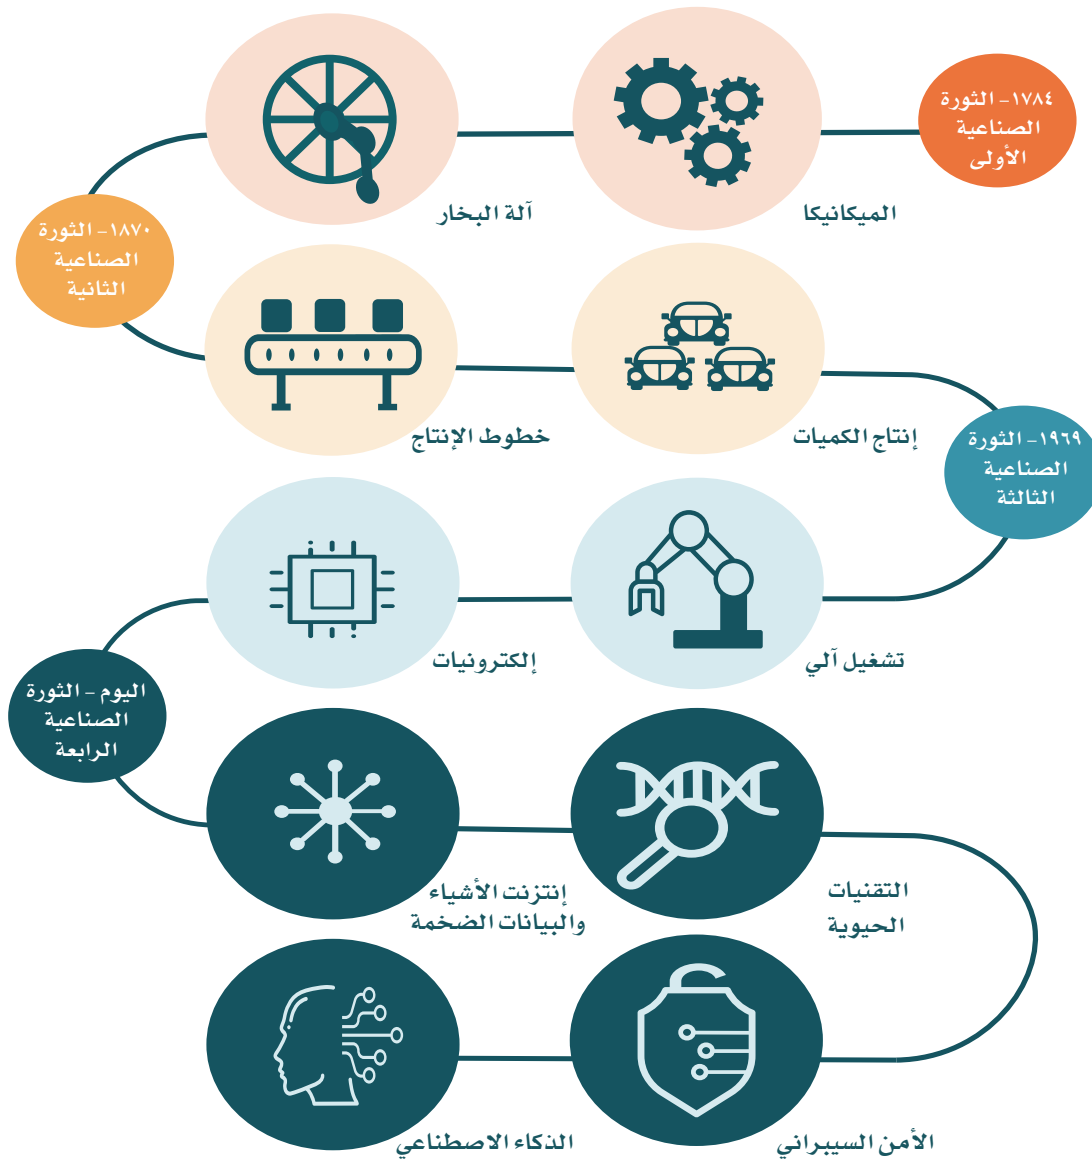 ١٧٨٤- الثورة
الصناعية
الأولى
الميكانيكا
آلة البخار
١٨٧٠- الثورة
الصناعية
الثانية
خطوط الإنتاج
إنتاج الكميات
١٩٦٩- الثورة
الصناعية
الثالثة
تشغيل آلي
إلكترونيات
اليوم - الثورة
الصناعية
الرابعة
إنتزنت الأشياء
والبيانات الضخمة
التقنيات
الحيوية
الأمن السيبراني
الذكاء الاصطناعي